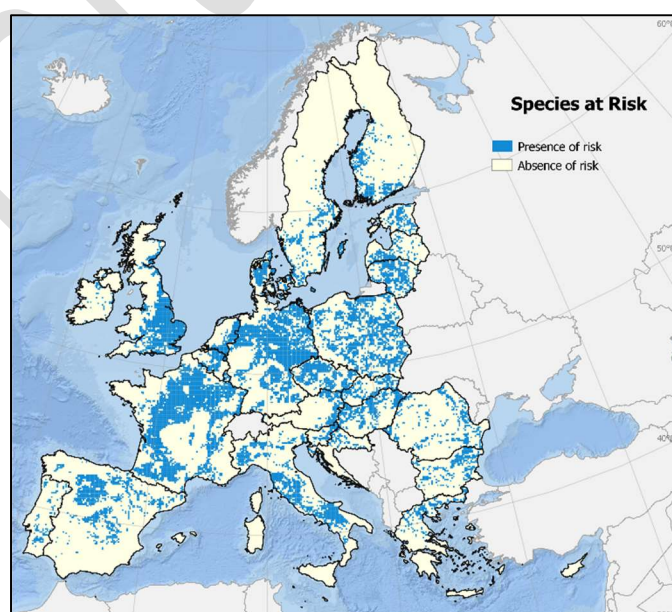 60°
Species at Risk
Presence of risk
Absence of risk
50°
40°